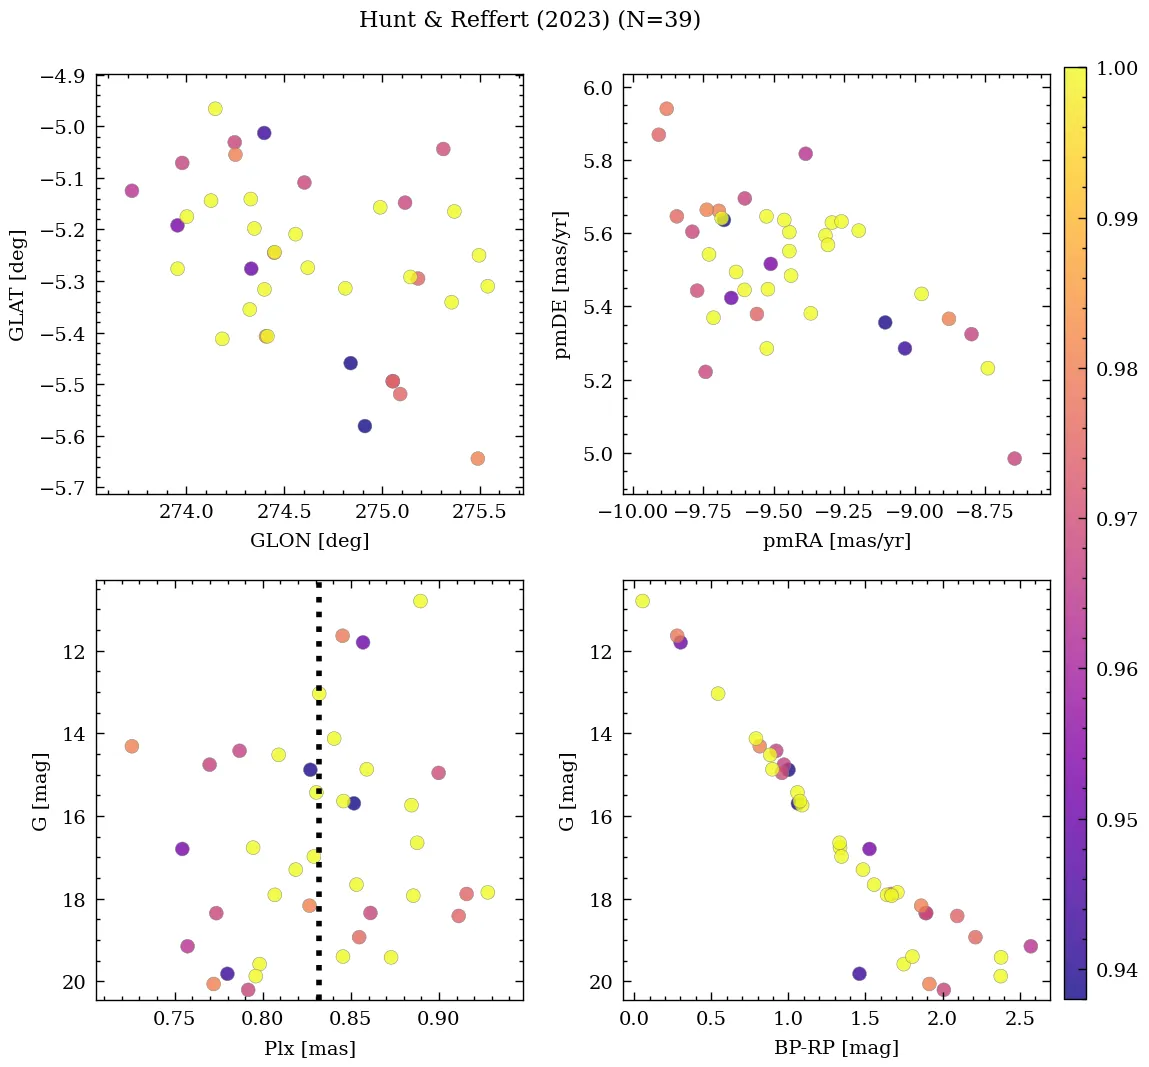 Hunt & Reffert (2023) (N=39)
−4.9
−5.0
−5.1
−5.2
−5.3
−5.4
−5.5
−5.6
−5.7
GLAT [deg]
274.0 274.5 275.0 275.5
GLON [deg]
6.0
5.8
5.6
5.4
5.2
5.0
pmDE [mas/yr]
−10.00 −9.75 −9.50 −9.25 −9.00 −8.75
pmRA [mas/yr]
12
14
16
18
20
G [mag]
0.75 0.80 0.85 0.90
Plx [mas]
12
14
16
18
20
G [mag]
0.0 0.5 1.0 1.5 2.0 2.5
BP-RP [mag]
1.00
0.99
0.98
0.97
0.96
0.95
0.94